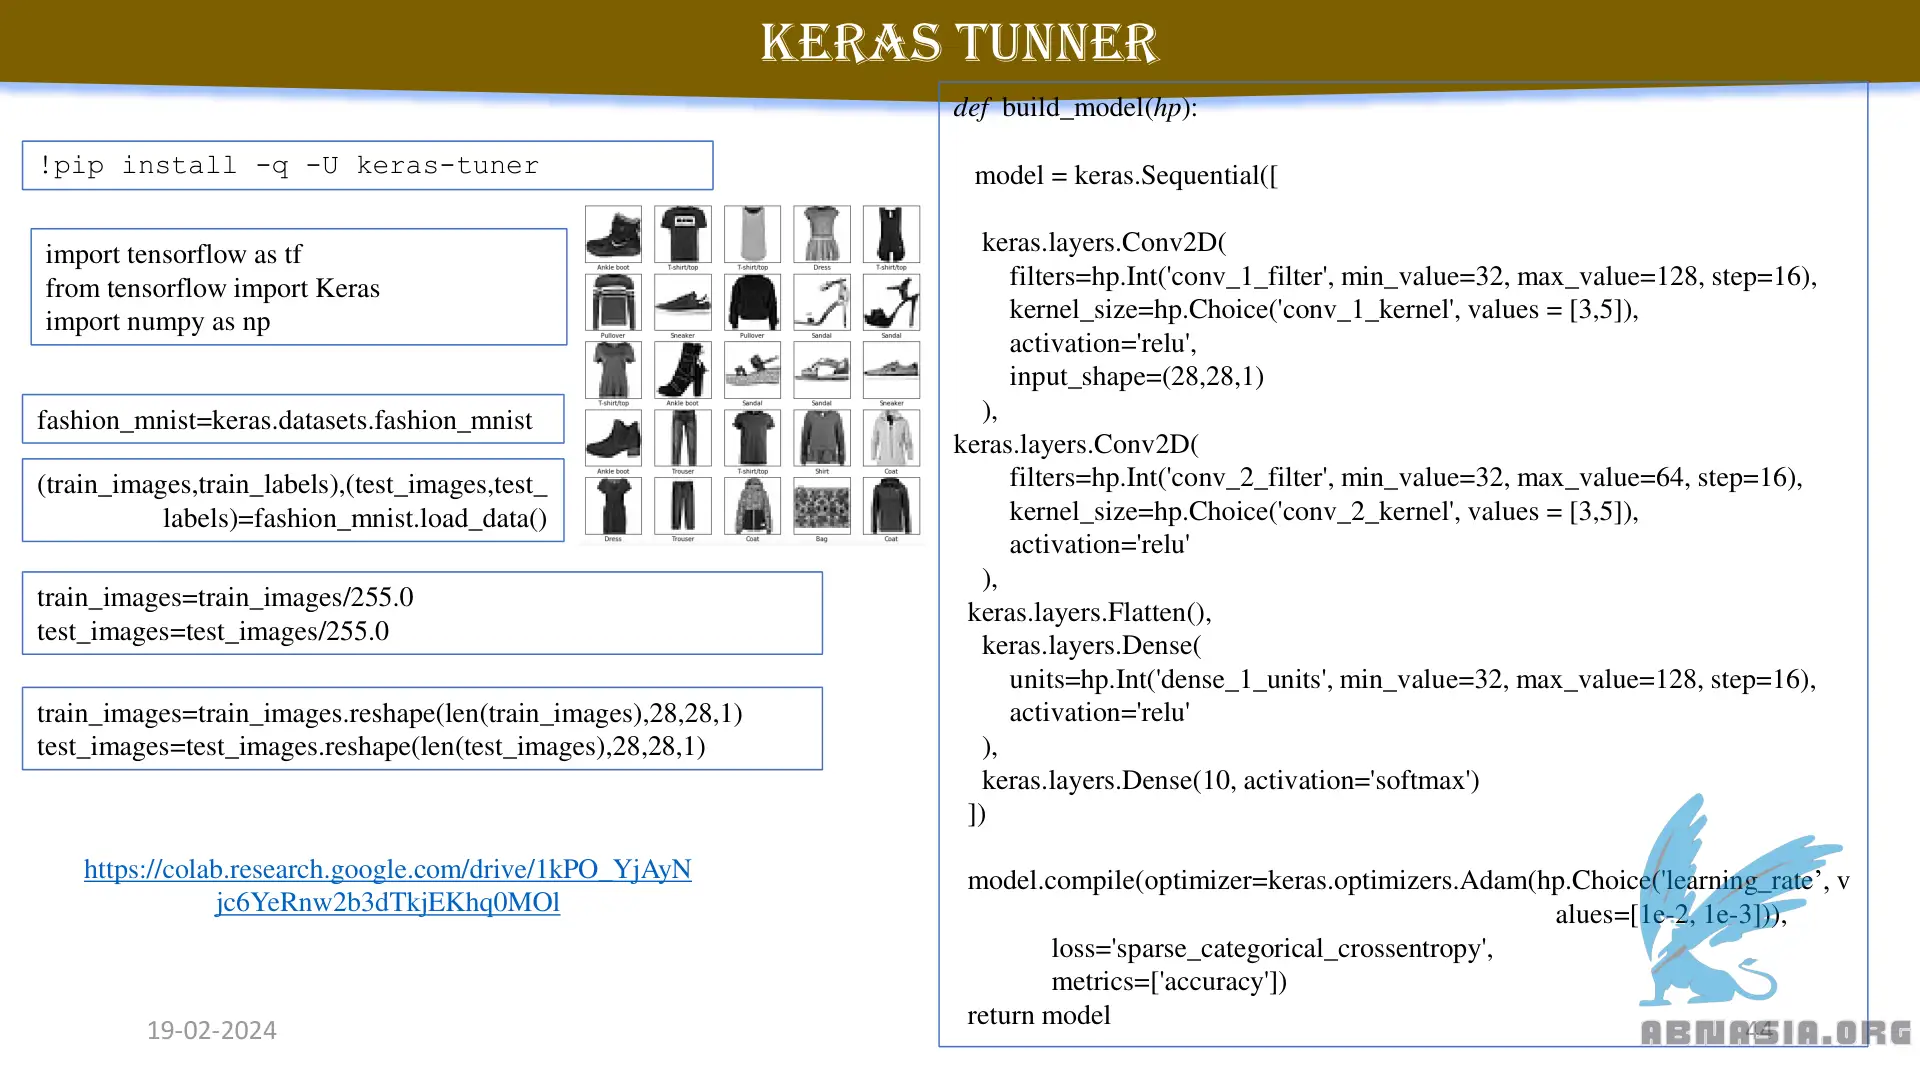 KERAS TUNNER
!pip install -q -U keras-tuner
import tensorflow as tf
from tensorflow import Keras
import numpy as np
fashion_mnist=keras.datasets.fashion_mnist
(train_images,train_labels),(test_images,test_
labels)=fashion_mnist.load_data()
train_images=train_images/255.0
test_images=test_images/255.0
train_images=train_images.reshape(len(train_images),28,28,1)
test_images=test_images.reshape(len(test_images),28,28,1)
https://colab.research.google.com/drive/1kPO_YjAyN
jc6YeRnw2b3dTkjEKhq0MOl
Ankle boot T-shirt/top T-shirt/top Dress T-shirt/top
Pullover Sneaker Pullover Sandal Sandal
T-shirt/top Ankle boot Sandal Sandal Sneaker
Ankle boot Trouser T-shirt/top Shirt Coat
Dress Trouser Coat Bag Coat
def build_model(hp):
model = keras.Sequential([
keras.layers.Conv2D(
filters=hp.Int('conv_1_filter', min_value=32, max_value=128, step=16),
kernel_size=hp.Choice('conv_1_kernel', values = [3,5]),
activation='relu',
input_shape=(28,28,1)
),
keras.layers.Conv2D(
filters=hp.Int('conv_2_filter', min_value=32, max_value=64, step=16),
kernel_size=hp.Choice('conv_2_kernel', values = [3,5]),
activation='relu'
),
keras.layers.Flatten(),
keras.layers.Dense(
units=hp.Int('dense_1_units', min_value=32, max_value=128, step=16),
activation='relu'
),
keras.layers.Dense(10, activation='softmax')
])
model.compile(optimizer=keras.optimizers.Adam(hp.Choice('learning_rate’, v
alues=[1e-2, 1e-3])),
loss='sparse_categorical_crossentropy',
metrics=['accuracy'])
return model
19-02-2024
44
ABNASIA.ORG